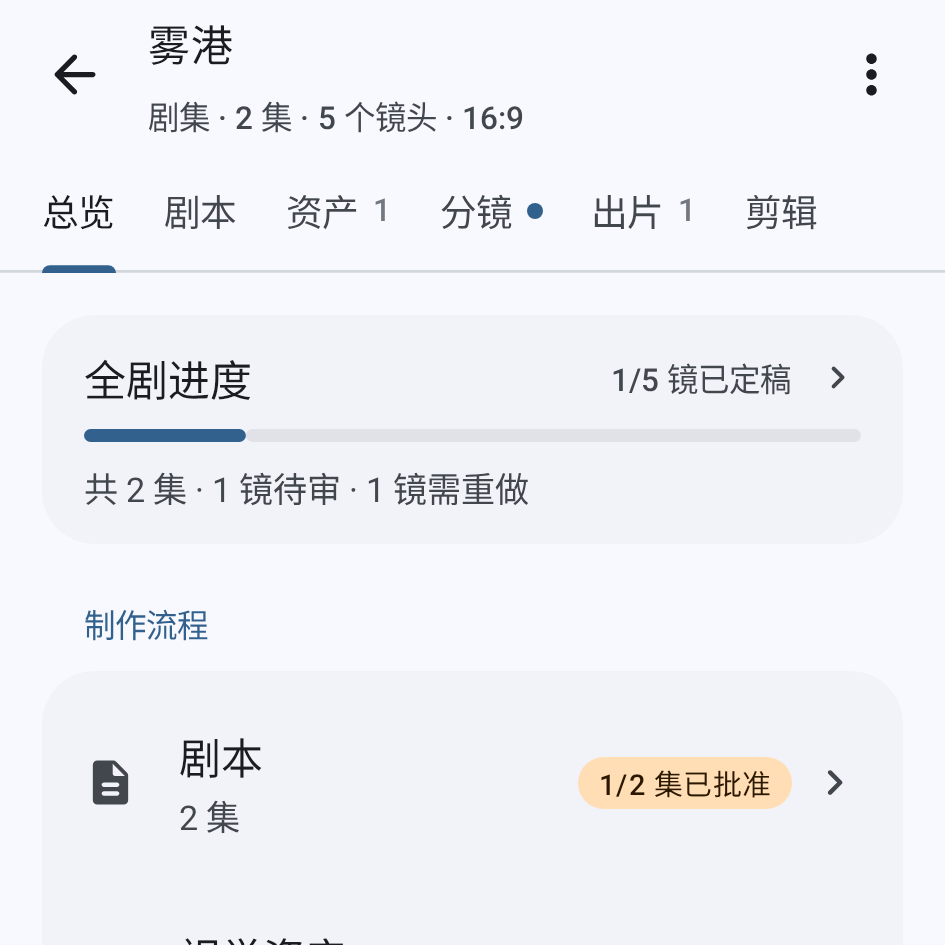 雾港
剧集 · 2 集 · 5 个镜头 · 16:9
总览 剧本 资产 1 分镜 出片 1 剪辑
全剧进度 1/5 镜已定稿
共 2 集 · 1 镜待审 · 1 镜需重做
制作流程
剧本
1/2 集已批准
2 集